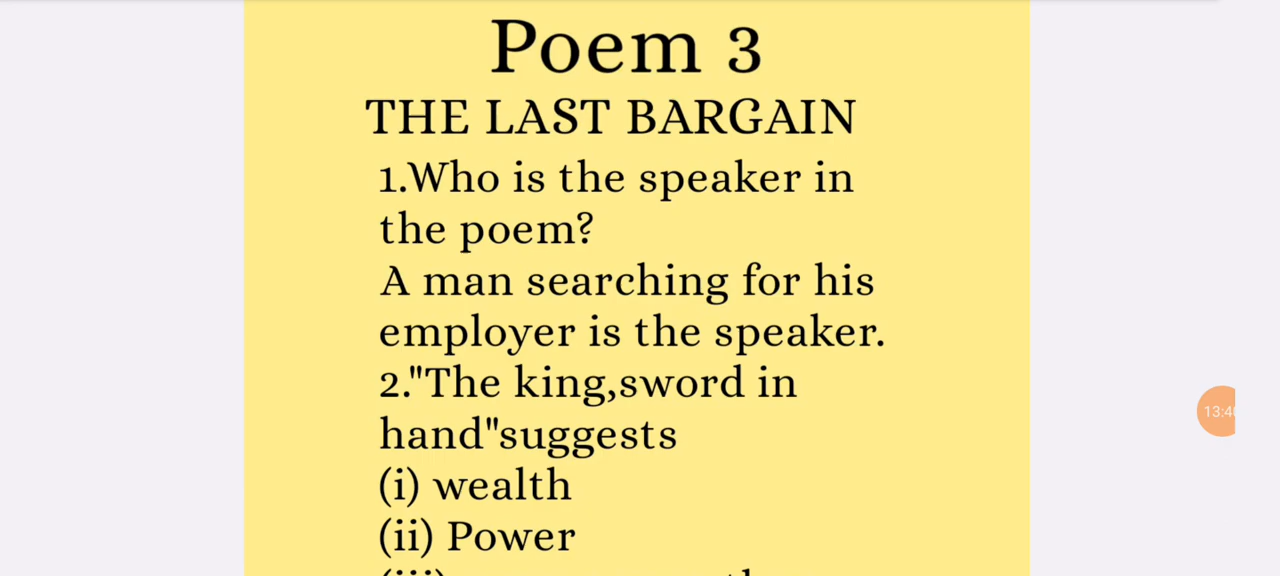 Poem 3
THE LAST BARGAIN
1.Who is the speaker in
the poem?
A man searching for his
employer is the speaker.
2."The king,sword in
hand"suggests
(i) wealth
(ii) Power